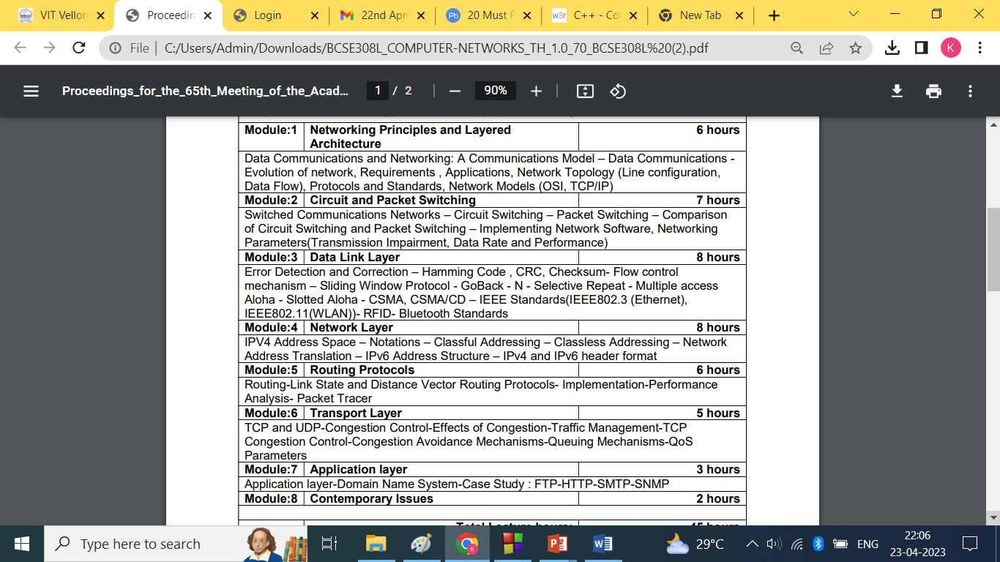 VIT Vellore
Proceedin
Login
22nd Apri
20 Must P
C++ - Co
New Tab
File | C:/Users/Admin/Downloads/BCSE308L_COMPUTER-NETWORKS_TH_1.0_70_BCSE308L%20(2).pdf
K
Proceedings_for_the_65th_Meeting_of_the_Acad...
1 / 2
90%
Module:1 Networking Principles and Layered 6 hours
Architecture
Data Communications and Networking: A Communications Model – Data Communications -
Evolution of network, Requirements , Applications, Network Topology (Line configuration,
Data Flow), Protocols and Standards, Network Models (OSI, TCP/IP)
Module:2 Circuit and Packet Switching 7 hours
Switched Communications Networks – Circuit Switching – Packet Switching – Comparison
of Circuit Switching and Packet Switching – Implementing Network Software, Networking
Parameters(Transmission Impairment, Data Rate and Performance)
Module:3 Data Link Layer 8 hours
Error Detection and Correction – Hamming Code , CRC, Checksum- Flow control
mechanism – Sliding Window Protocol - GoBack - N - Selective Repeat - Multiple access
Aloha - Slotted Aloha - CSMA, CSMA/CD – IEEE Standards(IEEE802.3 (Ethernet),
IEEE802.11(WLAN))- RFID- Bluetooth Standards
Module:4 Network Layer 8 hours
IPV4 Address Space – Notations – Classful Addressing – Classless Addressing – Network
Address Translation – IPv6 Address Structure – IPv4 and IPv6 header format
Module:5 Routing Protocols 6 hours
Routing-Link State and Distance Vector Routing Protocols- Implementation-Performance
Analysis- Packet Tracer
Module:6 Transport Layer 5 hours
TCP and UDP-Congestion Control-Effects of Congestion-Traffic Management-TCP
Congestion Control-Congestion Avoidance Mechanisms-Queuing Mechanisms-QoS
Parameters
Module:7 Application layer 3 hours
Application layer-Domain Name System-Case Study : FTP-HTTP-SMTP-SNMP
Module:8 Contemporary Issues 2 hours
Total Lecture hours: 45 hours
Type here to search
29°C
ENG
22:06
23-04-2023